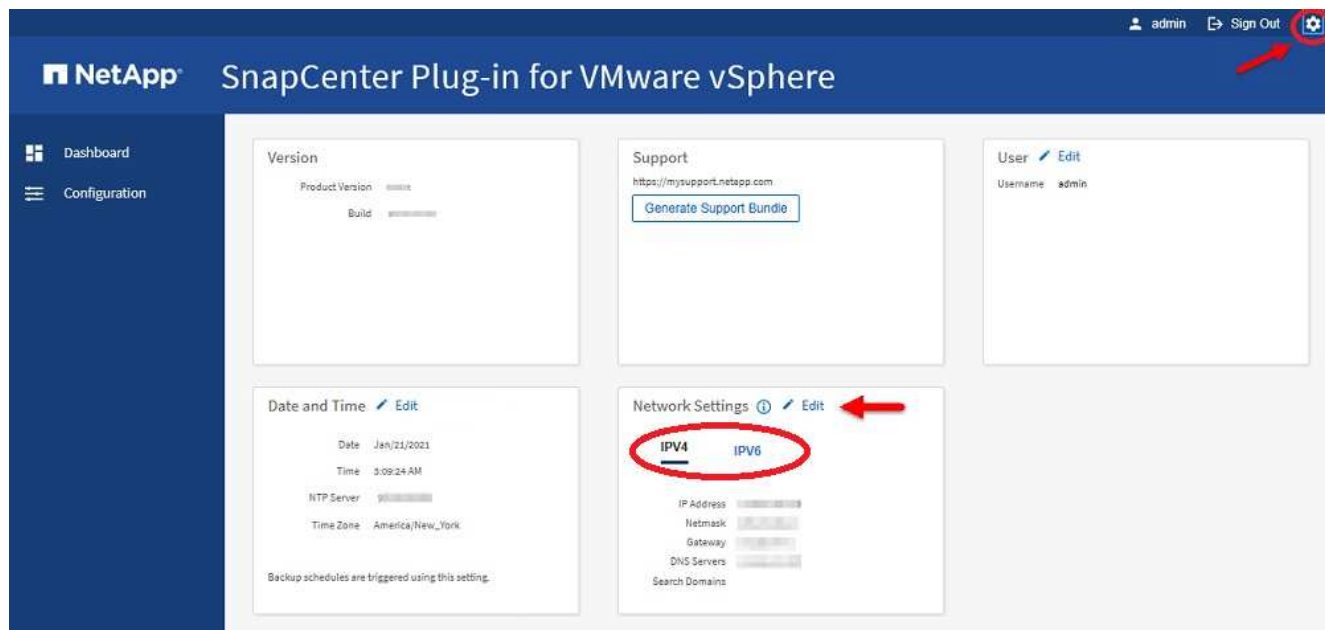 admin Sign Out
NetApp SnapCenter Plug-in for VMware vSphere
Dashboard
Configuration
Version
Product Version
Build
Support
https://mysupport.netapp.com
Generate Support Bundle
User Edit
Username admin
Date and Time Edit
Date Jan/21/2021
Time 3:09:24 AM
NTP Server
Time Zone America/New_York
Backup schedules are triggered using this setting.
Network Settings Edit
IPV4 IPV6
IP Address
Netmask
Gateway
DNS Servers
Search Domains